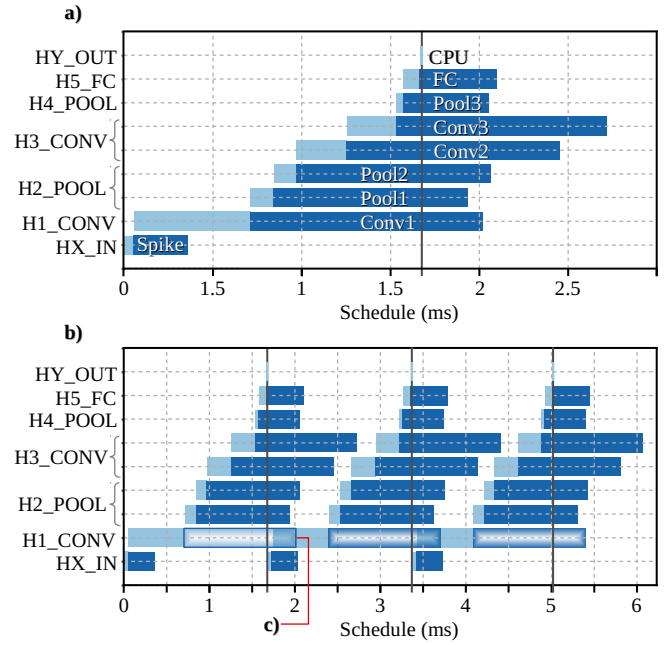 a)
HY_OUT
CPU
H5_FC
FC
H4_POOL
Pool3
H3_CONV
Conv3
Conv2
H2_POOL
Pool2
Pool1
H1_CONV
Conv1
HX_IN
Spike
0 1.5 1 1.5 2 2.5
Schedule (ms)
b)
HY_OUT
H5_FC
H4_POOL
H3_CONV
H2_POOL
H1_CONV
HX_IN
0 1 2 3 4 5 6
c)
Schedule (ms)